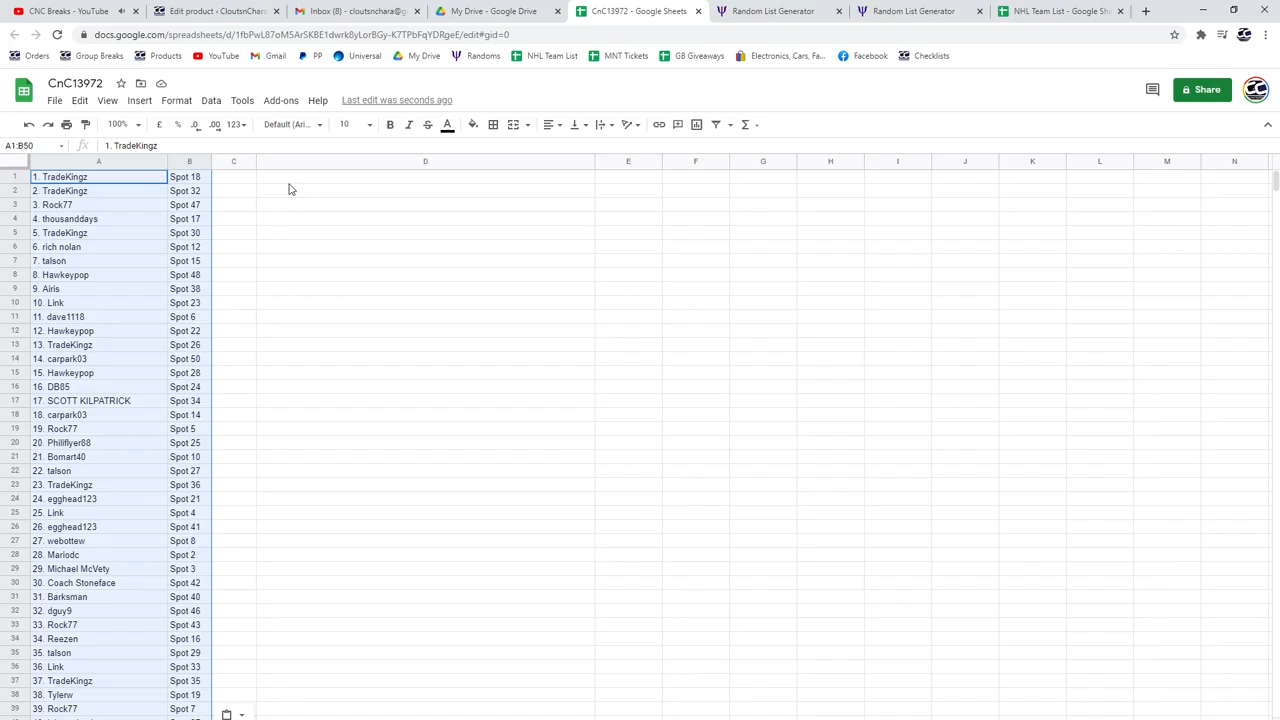 CNC Breaks - YouTube
Edit product < CloutsnChara
Inbox (8) - cloutsnchara@g
My Drive - Google Drive
CnC13972 - Google Sheets
Random List Generator
Random List Generator
NHL Team List - Google She
docs.google.com/spreadsheets/d/1fbPwL87oM5ArSKBE1dwrk8yLorBGy-K7TPbFqYDRgeE/edit#gid=0
Orders
Group Breaks
Products
YouTube
Gmail
PP
Universal
My Drive
Randoms
NHL Team List
MNT Tickets
GB Giveaways
Electronics, Cars, Fa...
Facebook
Checklists
CnC13972
Share
File Edit View Insert Format Data Tools Add-ons Help Last edit was seconds ago
100% £ % .0 .00 123 Default (Ari... 10 B I S A
A1:B50 fx 1. TradeKingz
A B C D E F G H I J K L M N
1 1. TradeKingz Spot 18
2 2. TradeKingz Spot 32
3 3. Rock77 Spot 47
4 4. thousanddays Spot 17
5 5. TradeKingz Spot 30
6 6. rich nolan Spot 12
7 7. talson Spot 15
8 8. Hawkeypop Spot 48
9 9. Airis Spot 38
10 10. Link Spot 23
11 11. dave1118 Spot 6
12 12. Hawkeypop Spot 22
13 13. TradeKingz Spot 26
14 14. carpark03 Spot 50
15 15. Hawkeypop Spot 28
16 16. DB85 Spot 24
17 17. SCOTT KILPATRICK Spot 34
18 18. carpark03 Spot 14
19 19. Rock77 Spot 5
20 20. Philiflyer88 Spot 25
21 21. Bomart40 Spot 10
22 22. talson Spot 27
23 23. TradeKingz Spot 36
24 24. egghead123 Spot 21
25 25. Link Spot 4
26 26. egghead123 Spot 41
27 27. webottew Spot 8
28 28. Mariodc Spot 2
29 29. Michael McVety Spot 3
30 30. Coach Stoneface Spot 42
31 31. Barksman Spot 40
32 32. dguy9 Spot 46
33 33. Rock77 Spot 43
34 34. Reezen Spot 16
35 35. talson Spot 29
36 36. Link Spot 33
37 37. TradeKingz Spot 35
38 38. Tylerw Spot 19
39 39. Rock77 Spot 7